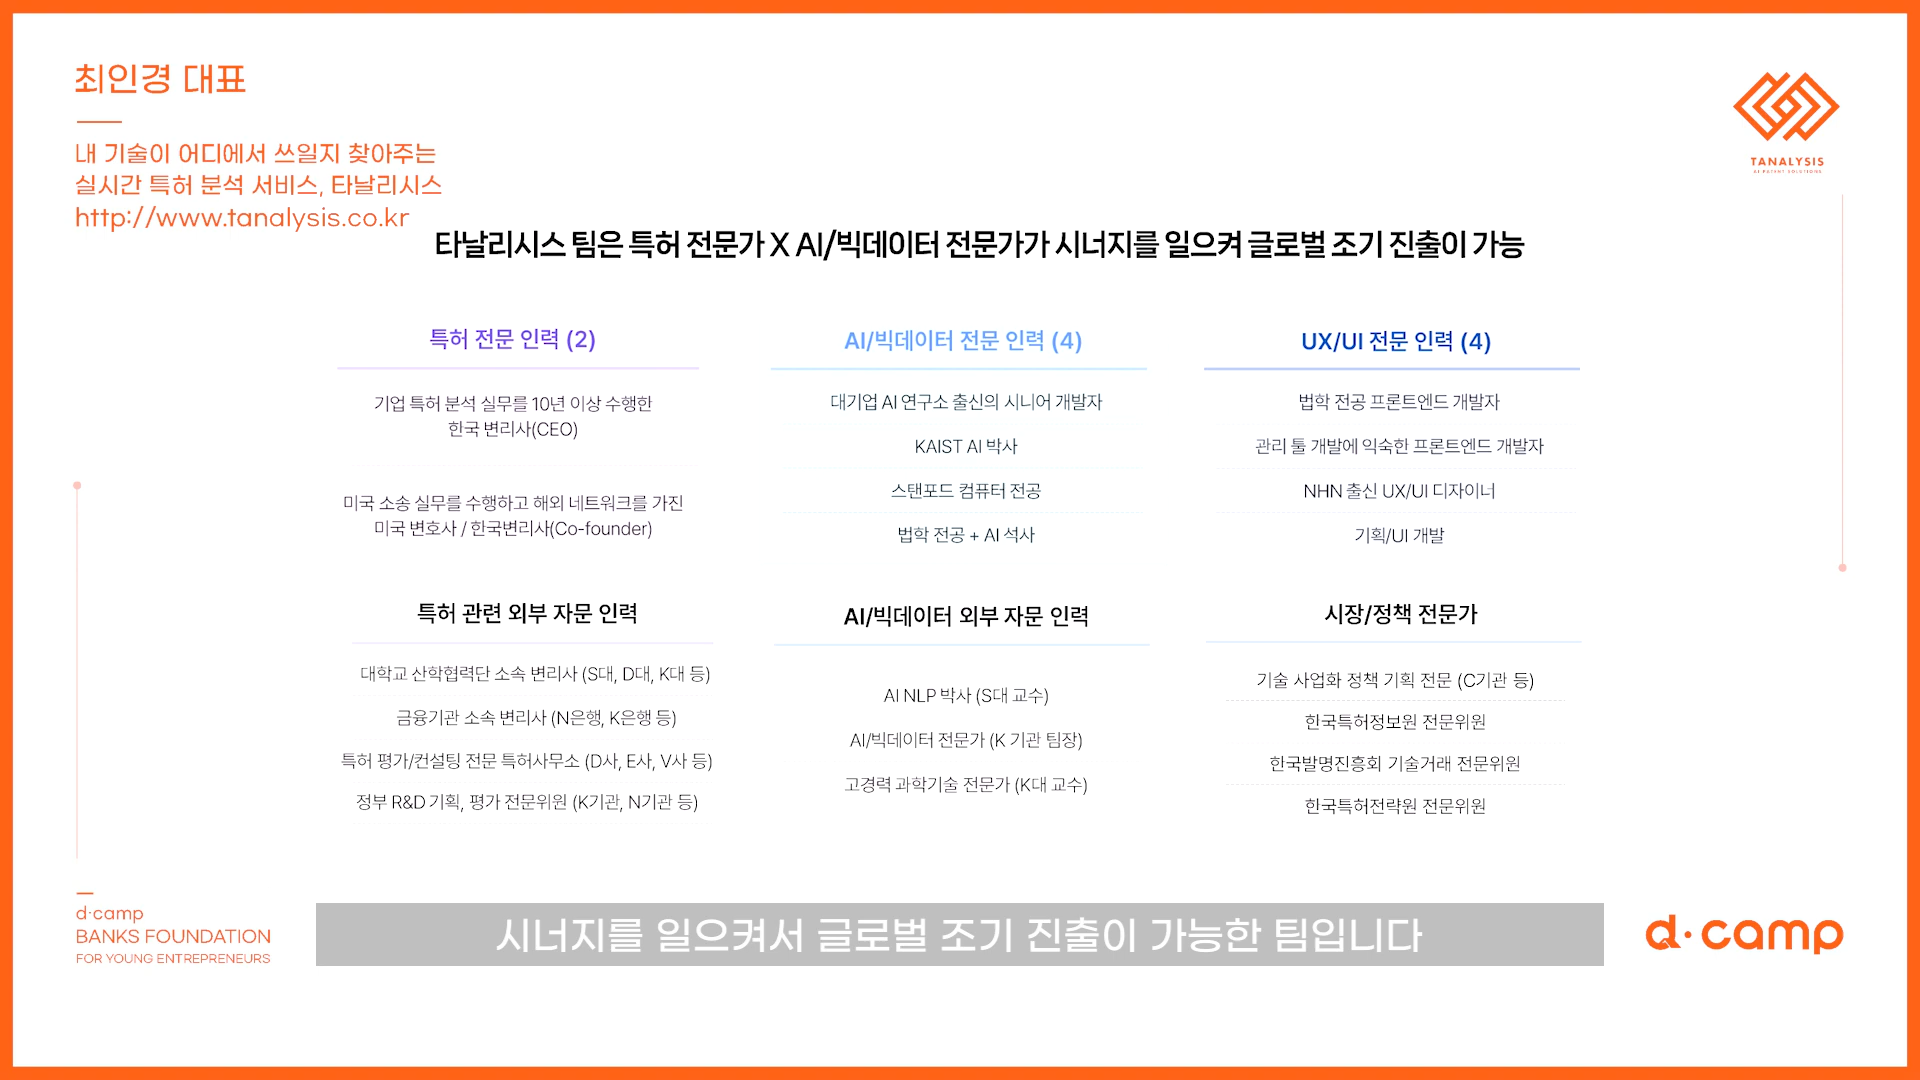 최인경 대표
내 기술이 어디에서 쓰일지 찾아주는
실시간 특허 분석 서비스, 타날리시스
http://www.tanalysis.co.kr
TANALYSIS
AI PATENT SOLUTIONS
타날리시스 팀은 특허 전문가 X AI/빅데이터 전문가가 시너지를 일으켜 글로벌 조기 진출이 가능
특허 전문 인력 (2)
기업 특허 분석 실무를 10년 이상 수행한
한국 변리사(CEO)
미국 소송 실무를 수행하고 해외 네트워크를 가진
미국 변호사 / 한국변리사(Co-founder)
AI/빅데이터 전문 인력 (4)
대기업 AI 연구소 출신의 시니어 개발자
KAIST AI 박사
스탠포드 컴퓨터 전공
법학 전공 + AI 석사
UX/UI 전문 인력 (4)
법학 전공 프론트엔드 개발자
관리 툴 개발에 익숙한 프론트엔드 개발자
NHN 출신 UX/UI 디자이너
기획/UI 개발
특허 관련 외부 자문 인력
대학교 산학협력단 소속 변리사 (S대, D대, K대 등)
금융기관 소속 변리사 (N은행, K은행 등)
특허 평가/컨설팅 전문 특허사무소 (D사, E사, V사 등)
정부 R&D 기획, 평가 전문위원 (K기관, N기관 등)
AI/빅데이터 외부 자문 인력
AI NLP 박사 (S대 교수)
AI/빅데이터 전문가 (K 기관 팀장)
고경력 과학기술 전문가 (K대 교수)
시장/정책 전문가
기술 사업화 정책 기획 전문 (C기관 등)
한국특허정보원 전문위원
한국발명진흥회 기술거래 전문위원
한국특허전략원 전문위원
d·camp
BANKS FOUNDATION
FOR YOUNG ENTREPRENEURS
시너지를 일으켜서 글로벌 조기 진출이 가능한 팀입니다
d·camp